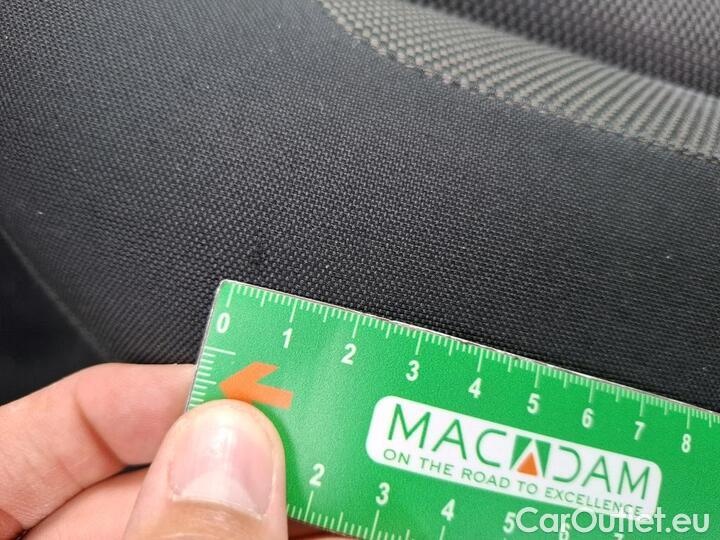 0 1 2 3 4 5 6 7 8
MACADAM
ON THE ROAD TO EXCELLENCE
2 3 4 5 6 7
CarOutlet.eu